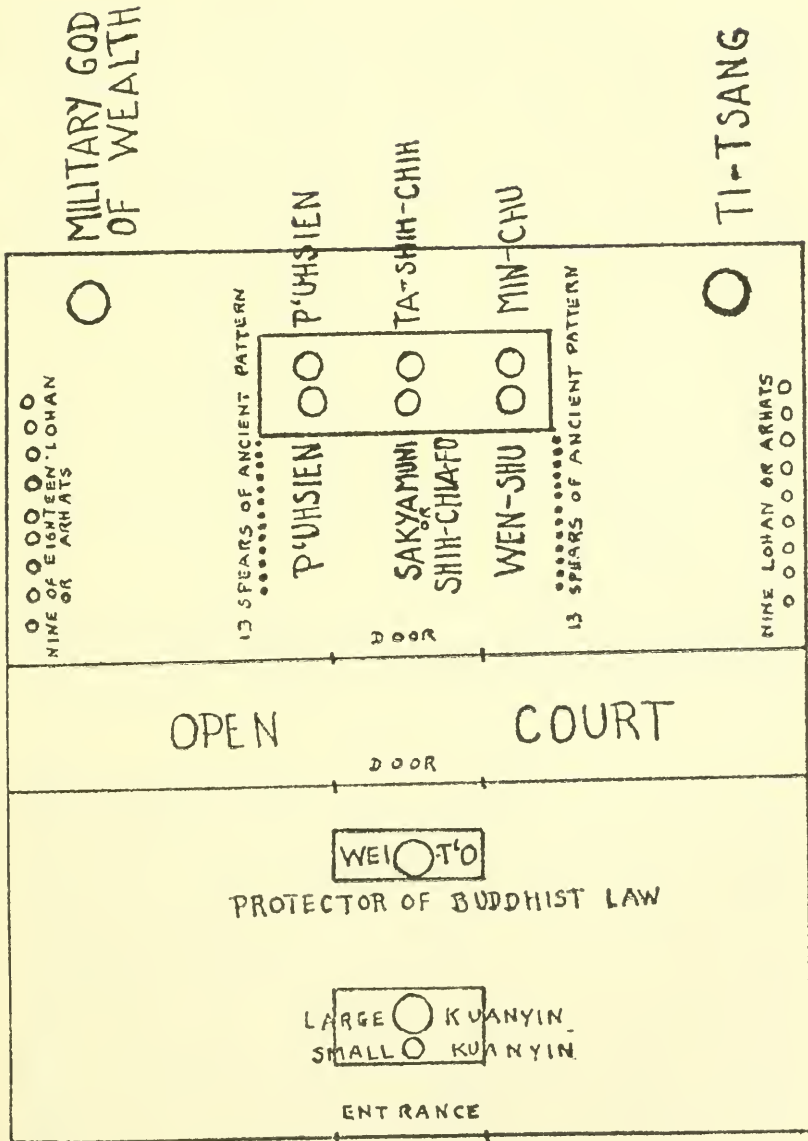 MILITARY GOD
OF WEALTH
TI-TSANG
P'UHSIEN
TA-SHIH-CHIH
MIN-CHU
NINE OF EIGHTEEN LOHAN
OR
ARHATS
13 SPEARS OF ANCIENT PATTERN
P'UHSIEN
SAKYAMUNI
OR
SHIH-CHIA-FO
WEN-SHU
13 SPEARS OF ANCIENT PATTERN
NINE LOHAN OR ARHATS
DOOR
OPEN COURT
DOOR
WEI-T'O
PROTECTOR OF BUDDHIST LAW
LARGE KUANYIN
SMALL KUANYIN
ENTRANCE